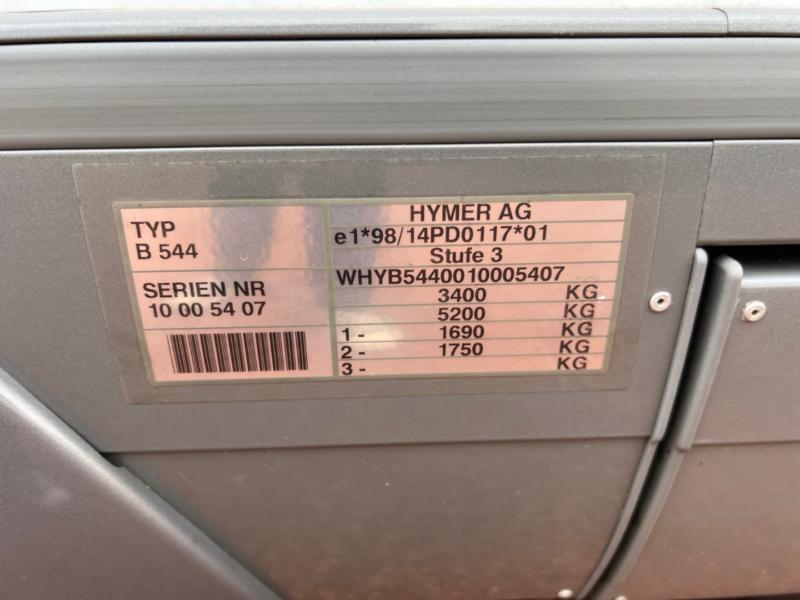 TYP
B 544
SERIEN NR
10 00 54 07
HYMER AG
e1*98/14PD0117*01
Stufe 3
WHYB5440010005407
3400 KG
5200 KG
1 - 1690 KG
2 - 1750 KG
3 - KG